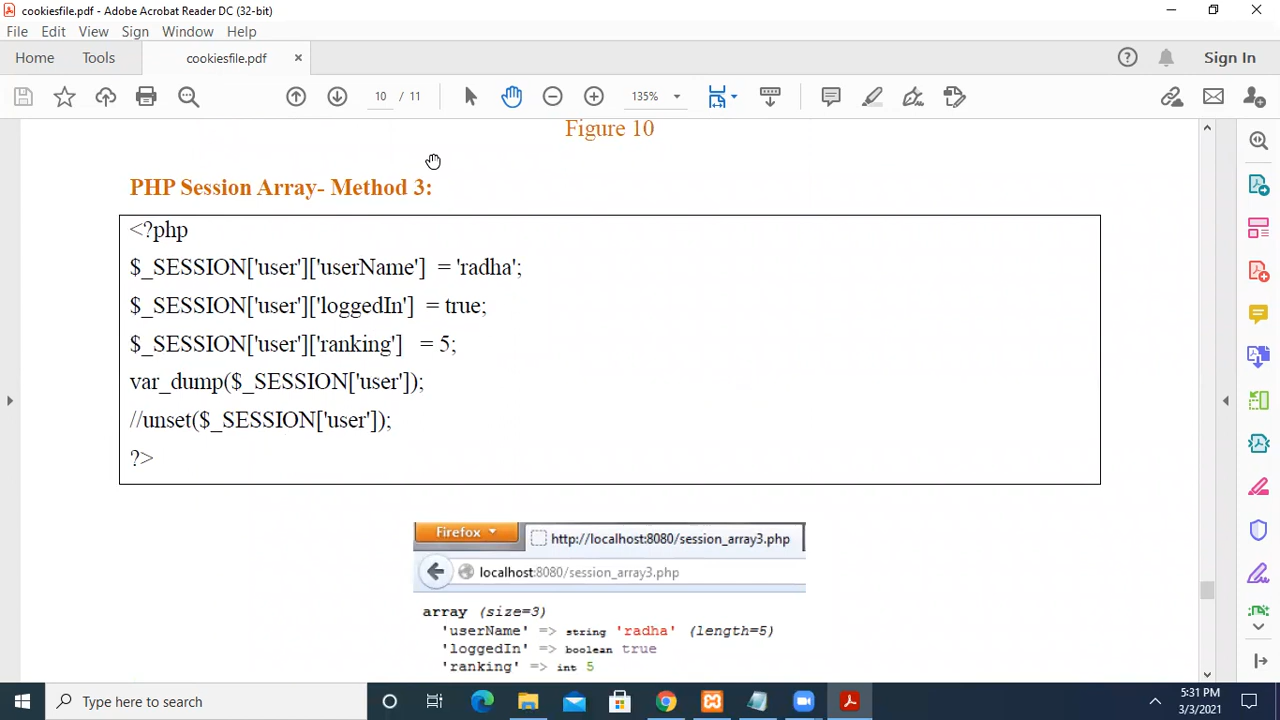 cookiesfile.pdf - Adobe Acrobat Reader DC (32-bit)
File Edit View Sign Window Help
Home Tools cookiesfile.pdf × Sign In
10 / 11 135%
Figure 10
PHP Session Array- Method 3:
<?php
$_SESSION['user']['userName'] = 'radha';
$_SESSION['user']['loggedIn'] = true;
$_SESSION['user']['ranking'] = 5;
var_dump($_SESSION['user']);
//unset($_SESSION['user']);
?>
Firefox http://localhost:8080/session_array3.php
localhost:8080/session_array3.php
array (size=3)
'userName' => string 'radha' (length=5)
'loggedIn' => boolean true
'ranking' => int 5
Type here to search
5:31 PM
3/3/2021